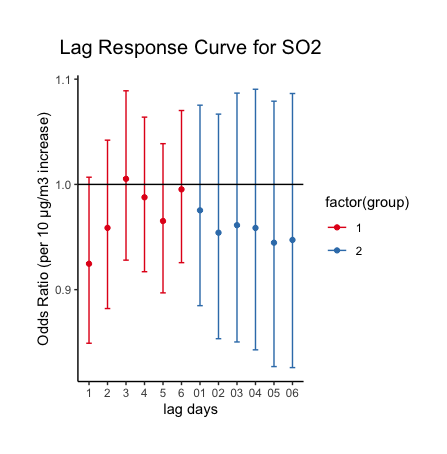 Lag Response Curve for SO2
Odds Ratio (per 10 μg/m3 increase)
1.1
1.0
0.9
1 2 3 4 5 6 01 02 03 04 05 06
lag days
factor(group)
1
2